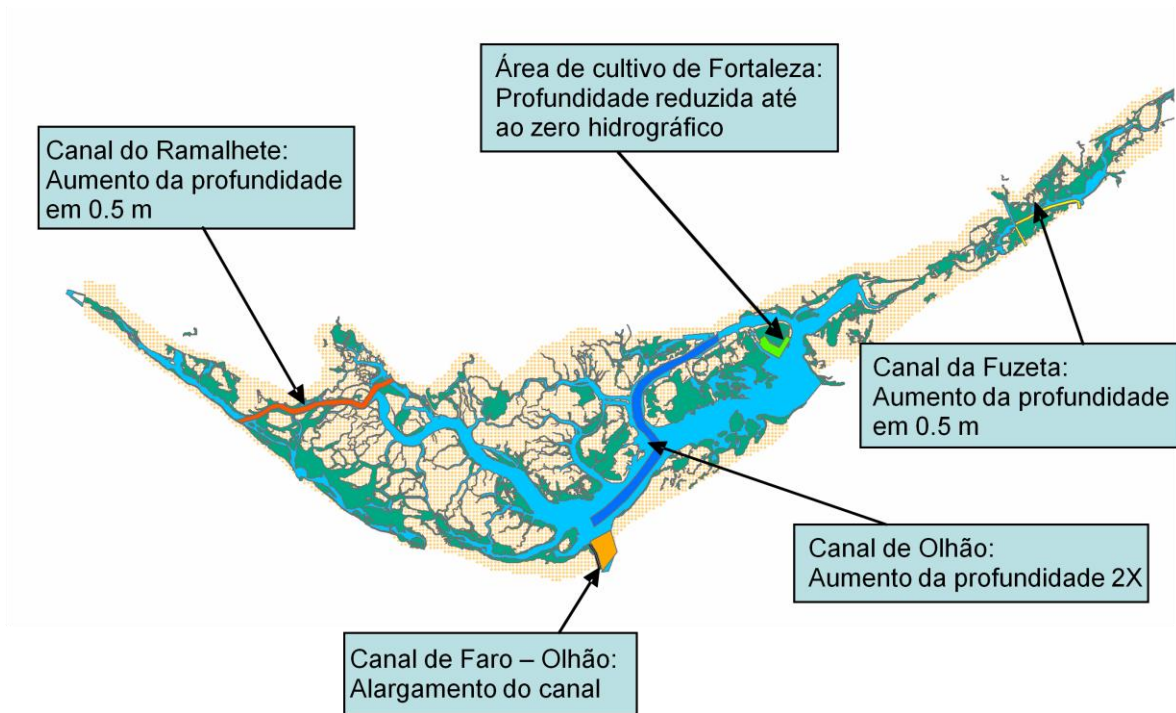 Área de cultivo de Fortaleza:
Profundidade reduzida até
ao zero hidrográfico
Canal do Ramalhete:
Aumento da profundidade
em 0.5 m
Canal da Fuzeta:
Aumento da profundidade
em 0.5 m
Canal de Olhão:
Aumento da profundidade 2X
Canal de Faro – Olhão:
Alargamento do canal